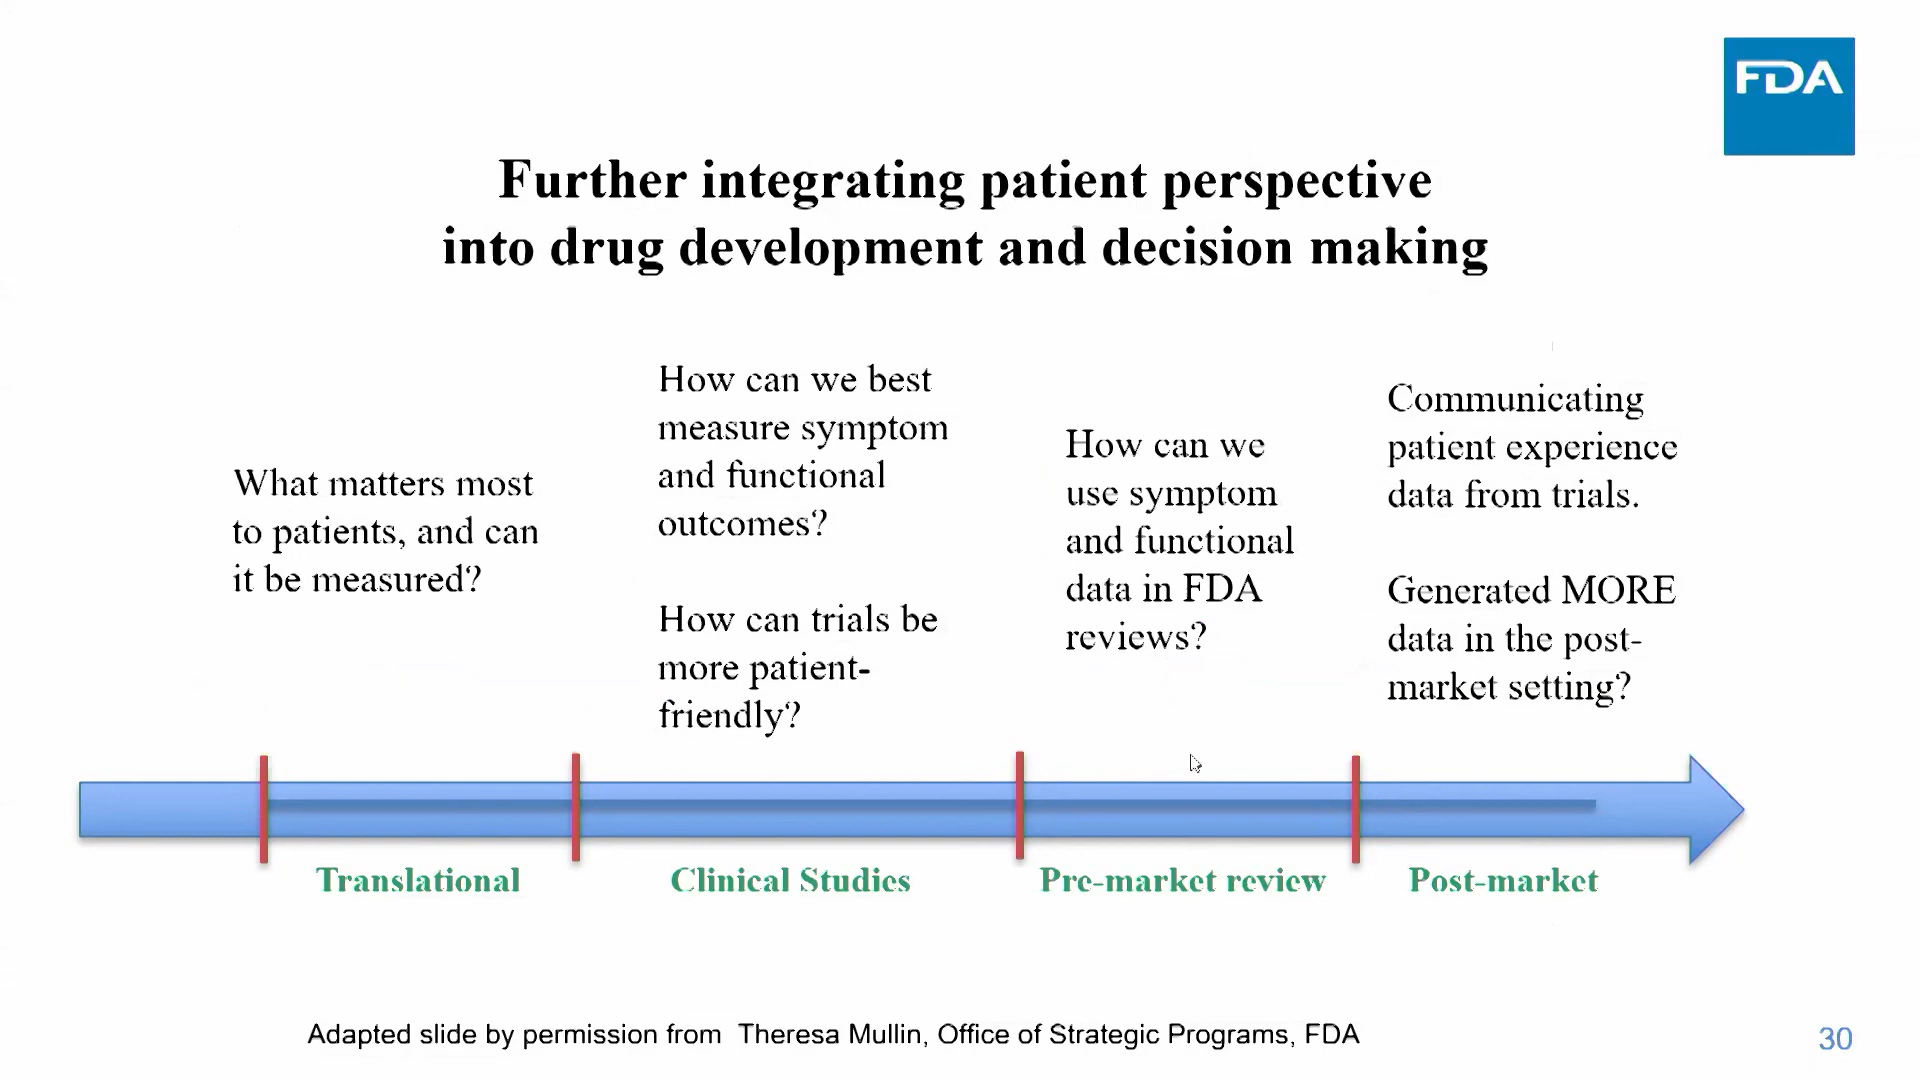 FDA
Further integrating patient perspective
into drug development and decision making
What matters most
to patients, and can
it be measured?
How can we best
measure symptom
and functional
outcomes?
How can trials be
more patient-
friendly?
How can we
use symptom
and functional
data in FDA
reviews?
Communicating
patient experience
data from trials.
Generated MORE
data in the post-
market setting?
Translational
Clinical Studies
Pre-market review
Post-market
Adapted slide by permission from Theresa Mullin, Office of Strategic Programs, FDA
30